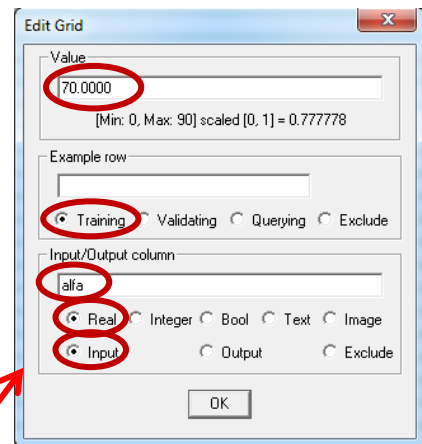 Edit Grid
Value
70.0000
[Min: 0, Max: 90] scaled [0, 1] = 0.777778
Example row
Training Validating Querying Exclude
Input/Output column
alfa
Real Integer Bool Text Image
Input Output Exclude
OK